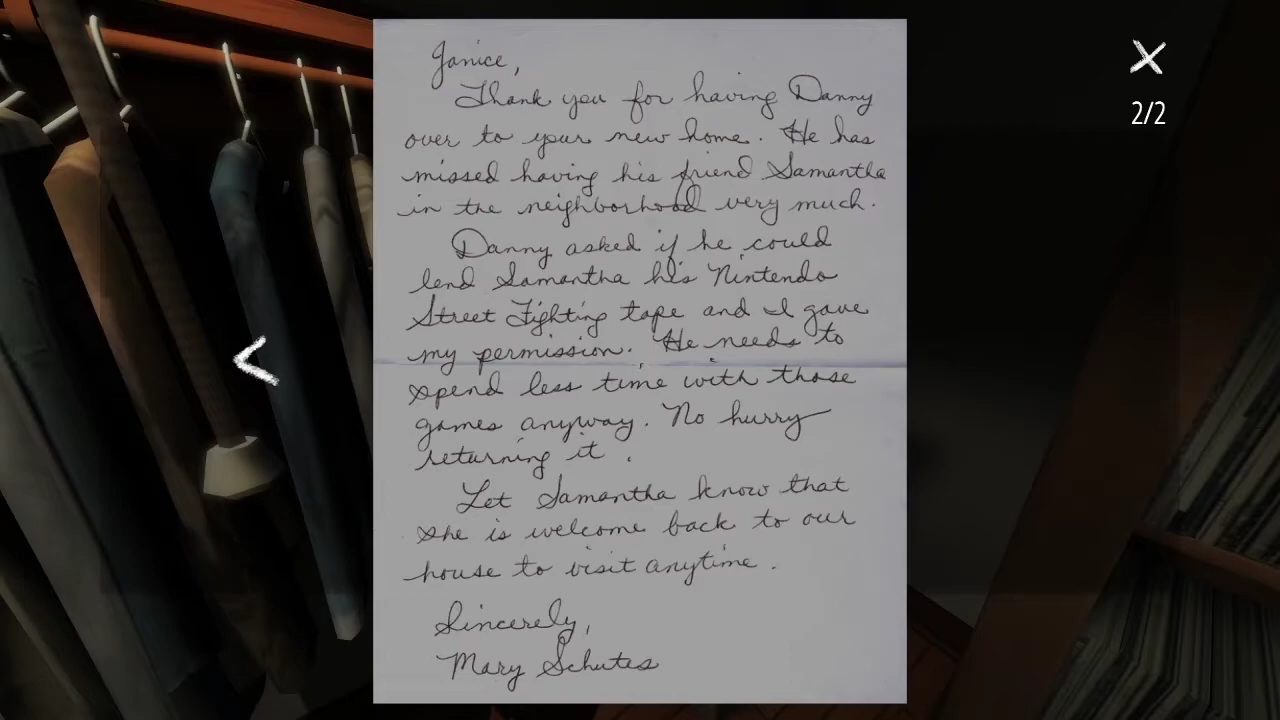 Janice,
Thank you for having Danny
over to your new home. He has
missed having his friend Samantha
in the neighborhood very much.
Danny asked if he could
lend Samantha his Nintendo
Street Fighting tape and I gave
my permission. He needs to
spend less time with those
games anyway. No hurry
returning it.
Let Samantha know that
she is welcome back to our
house to visit anytime.
Sincerely,
Mary Schutes
2/2